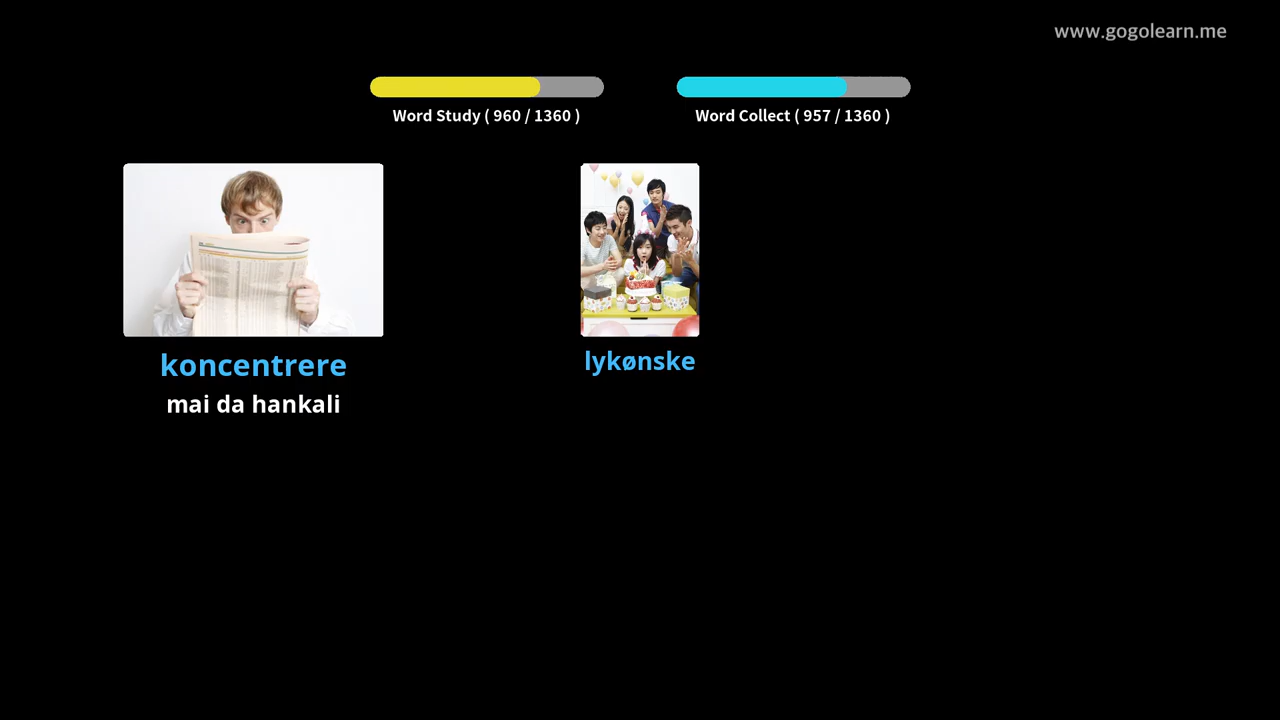 www.gogolearn.me
Word Study ( 960 / 1360 )
Word Collect ( 957 / 1360 )
koncentrere
mai da hankali
lykønske